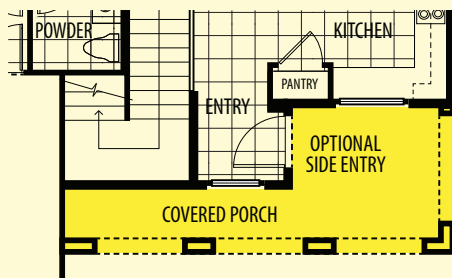 POWDER
KITCHEN
PANTRY
ENTRY
OPTIONAL
SIDE ENTRY
COVERED PORCH